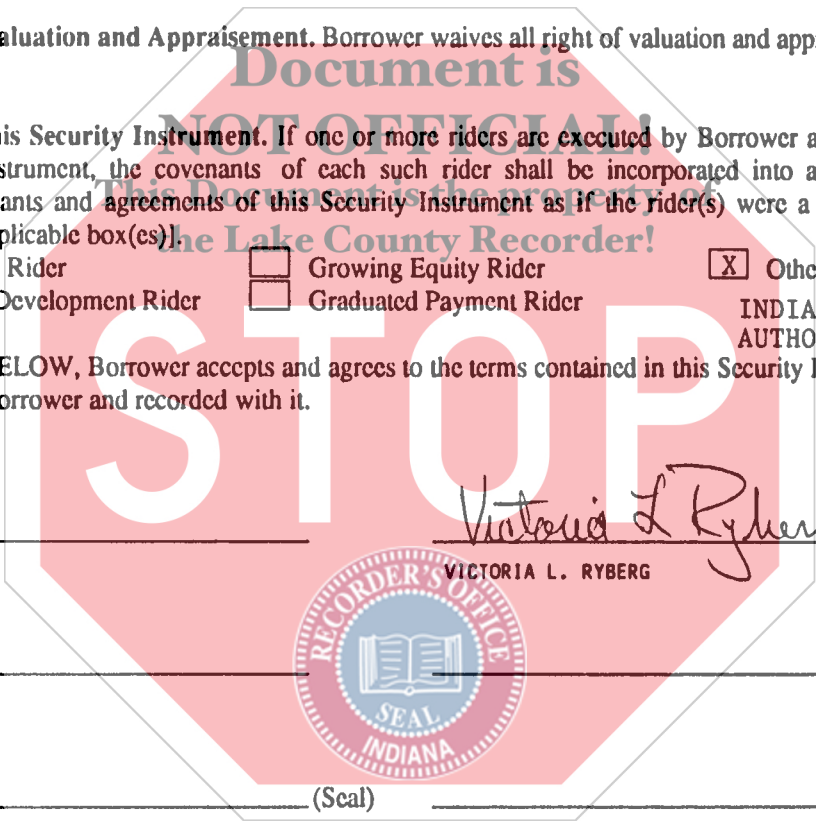 aluation and Appraisement. Borrower waives all right of valuation and app
Document is
NOT OFFICIAL!
is Security Instrument. If one or more riders are executed by Borrower a
strument, the covenants of each such rider shall be incorporated into a
This Document is the property of
ants and agreements of this Security Instrument as if the rider(s) were a
plicable box(es)].
the Lake County Recorder!
Rider Growing Equity Rider X Othe
Development Rider Graduated Payment Rider INDIA
AUTHO
ELOW, Borrower accepts and agrees to the terms contained in this Security I
orrower and recorded with it.
STOP
Victoria L Ryber
VICTORIA L. RYBERG
RECORDER'S OFFICE
SEAL
INDIANA
(Seal)